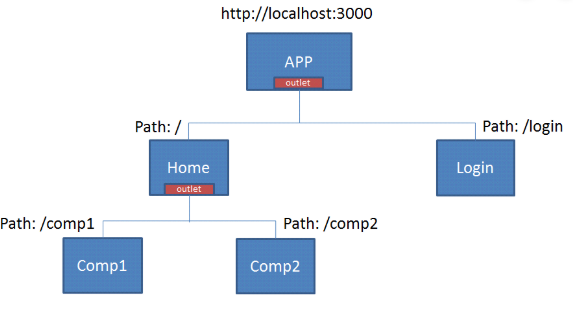 http://localhost:3000
APP
outlet
Path: /
Path: /login
Home
outlet
Login
Path: /comp1
Path: /comp2
Comp1
Comp2